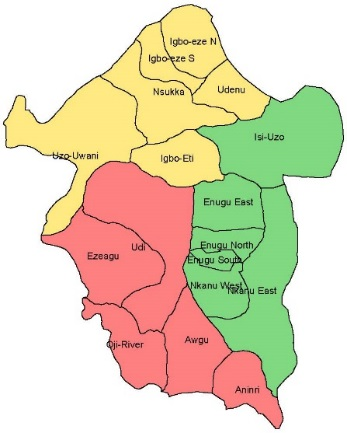 Igbo-eze N
Igbo-eze S
Nsukka
Udenu
Isi-Uzo
Uzo-Uwani
Igbo-Eti
Enugu East
Udi
Enugu North
Ezeagu
Enugu South
Nkanu West
Nkanu East
Oji-River
Awgu
Aninri